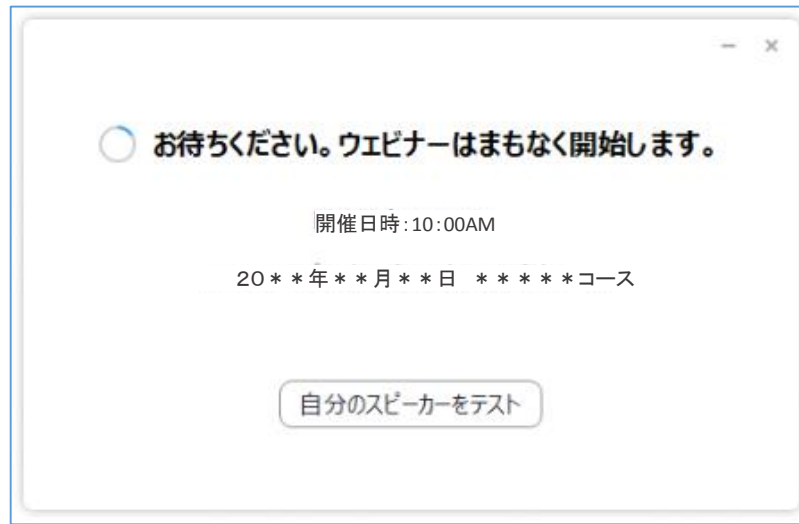 お待ちください。ウェビナーはまもなく開始します。
開催日時:10:00AM
20**年**月**日 *****コース
自分のスピーカーをテスト